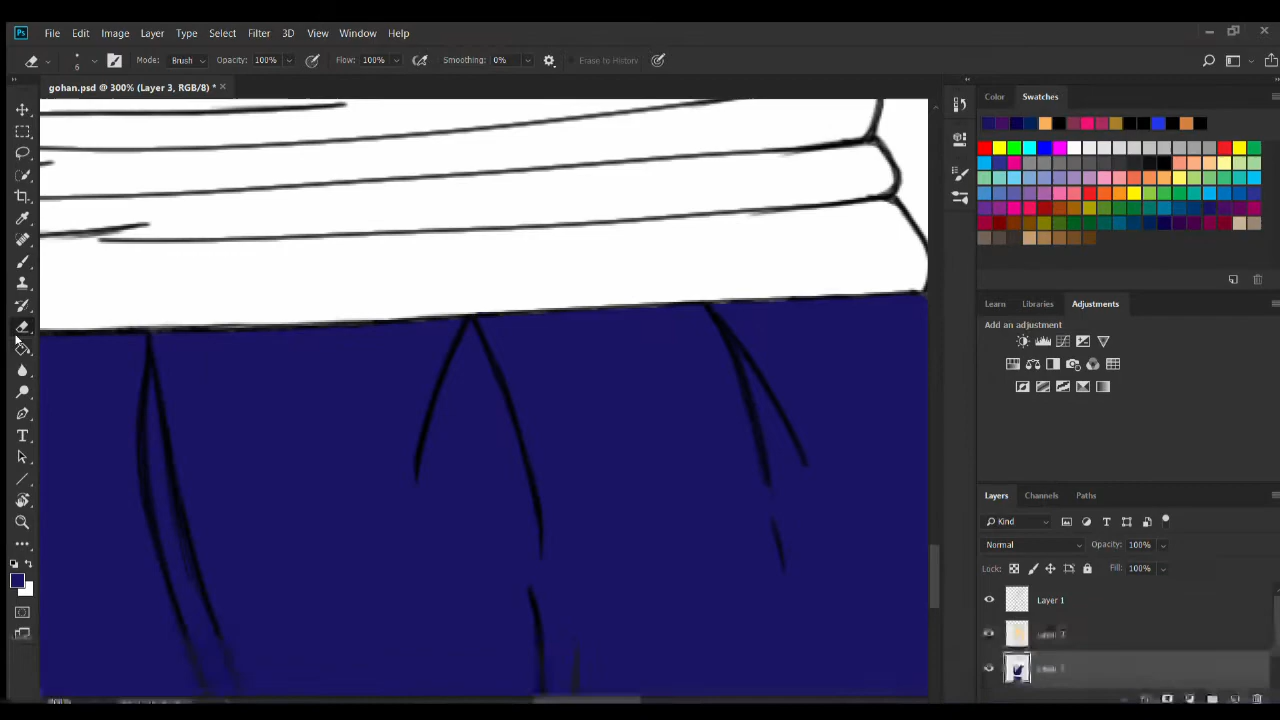 Ps File Edit Image Layer Type Select Filter 3D View Window Help
6 Mode: Brush Opacity: 100% Flow: 100% Smoothing: 0% Erase to History
gohan.psd @ 300% (Layer 3, RGB/8) *
Color Swatches
Learn Libraries Adjustments
Add an adjustment
Layers Channels Paths
Kind
Normal Opacity: 100%
Lock: Fill: 100%
Layer 1